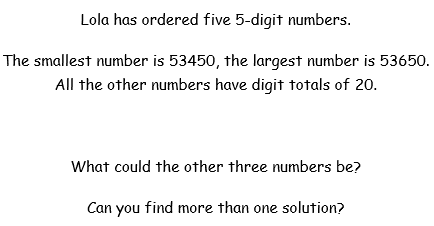 Lola has ordered five 5-digit numbers.
The smallest number is 53450, the largest number is 53650.
All the other numbers have digit totals of 20.
What could the other three numbers be?
Can you find more than one solution?